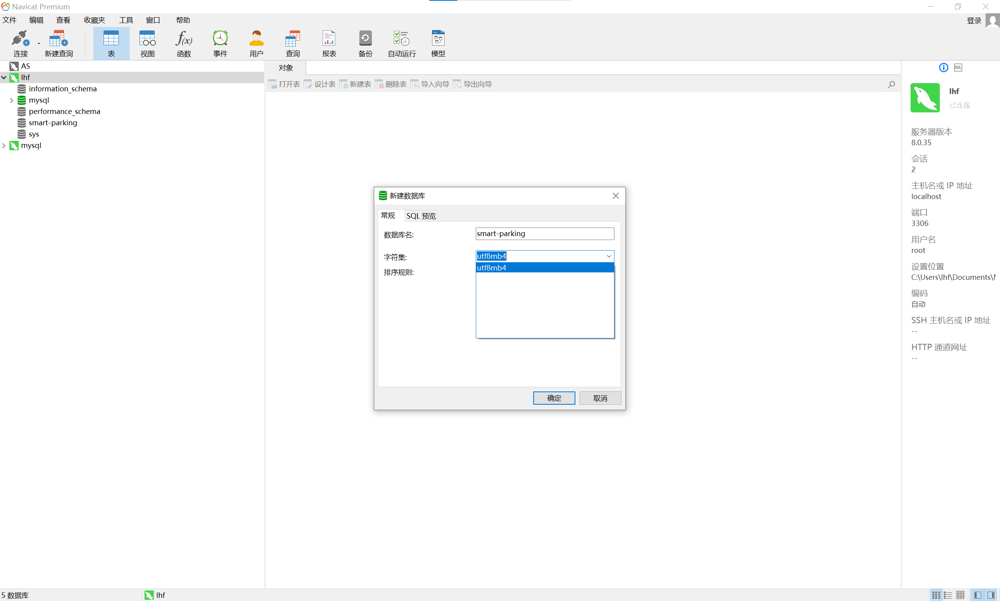 Navicat Premium
文件 编辑 查看 收藏夹 工具 窗口 帮助 登录
连接 新建查询 表 视图 函数 事件 用户 查询 报表 备份 自动运行 模型
AS
lhf
information_schema
mysql
performance_schema
smart-parking
sys
mysql
对象
打开表 设计表 新建表 删除表 导入向导 导出向导
新建数据库
常规 SQL 预览
数据库名: smart-parking
字符集: utf8mb4
utf8mb4
排序规则:
确定 取消
DDL
lhf
已连接
服务器版本
8.0.35
会话
2
主机名或 IP 地址
localhost
端口
3306
用户名
root
设置位置
C:\Users\lhf\Documents\
编码
自动
SSH 主机名或 IP 地址
--
HTTP 通道网址
--
5 数据库 lhf